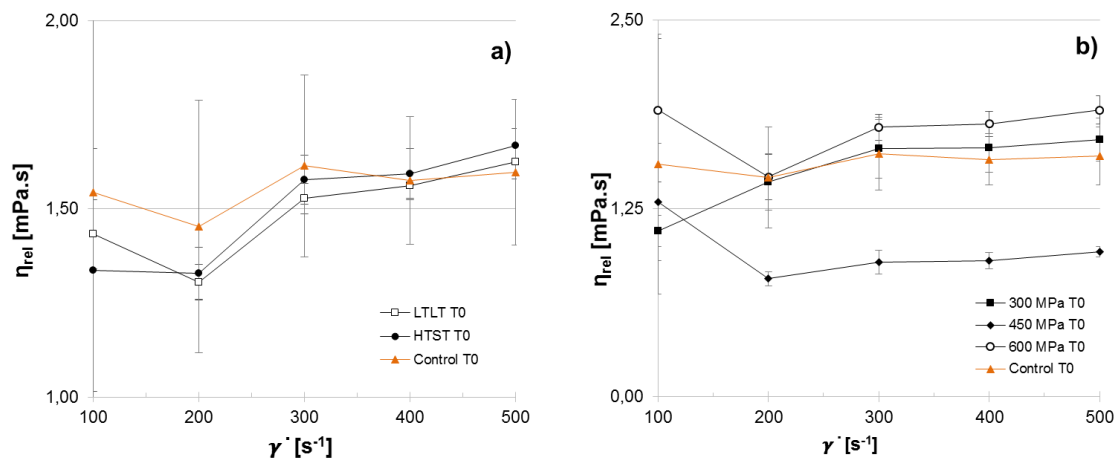 a)
2,00
1,50
1,00
ηrel [mPa.s]
100 200 300 400 500
γ˙ [s-1]
LTLT T0
HTST T0
Control T0
b)
2,50
1,25
0,00
ηrel [mPa.s]
100 200 300 400 500
γ˙ [s-1]
300 MPa T0
450 MPa T0
600 MPa T0
Control T0